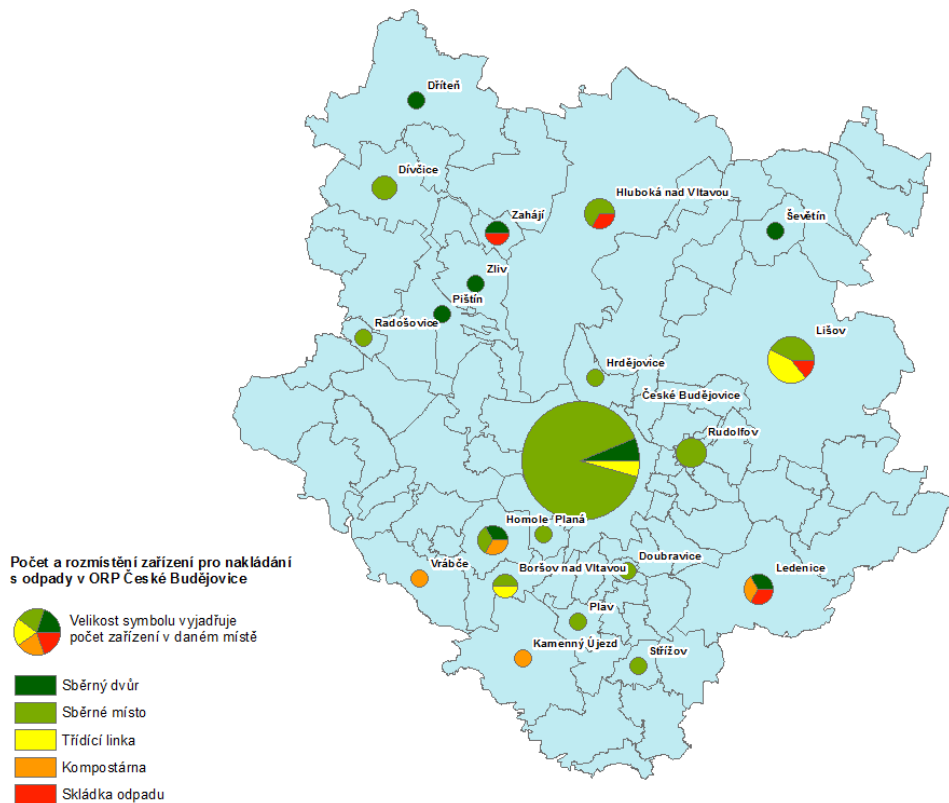 Dříteň
Dívčice
Hluboká nad Vltavou
Zahájí
Ševětín
Zliv
Pištín
Radošovice
Lišov
Hrdějovice
České Budějovice
Rudolfov
Homole
Planá
Doubravice
Vrábče
Boršov nad Vltavou
Ledenice
Plav
Kamenný Újezd
Střížov
Počet a rozmístění zařízení pro nakládání
s odpady v ORP České Budějovice
Velikost symbolu vyjadřuje
počet zařízení v daném místě
Sběrný dvůr
Sběrné místo
Třídící linka
Kompostárna
Skládka odpadu